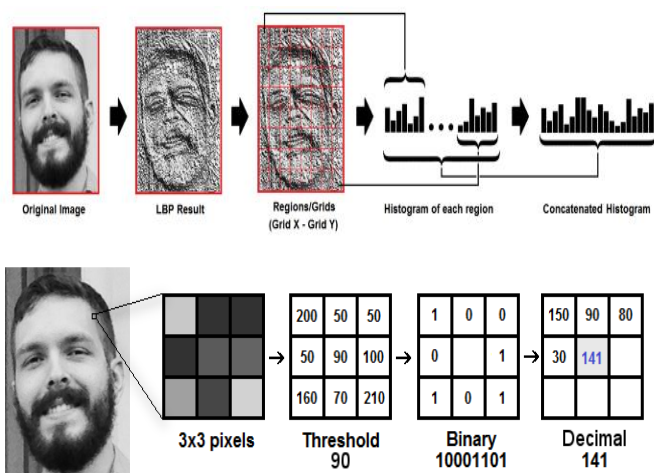 Original Image
LBP Result
Regions/Grids
(Grid X - Grid Y)
Histogram of each region
Concatenated Histogram
200 50 50
50 90 100
160 70 210
1 0 0
0 1
1 0 1
150 90 80
30 141
3x3 pixels
Threshold
90
Binary
10001101
Decimal
141